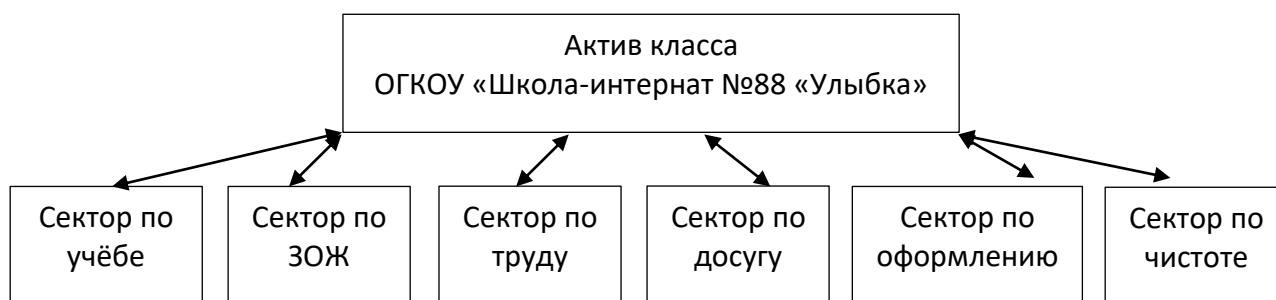 Актив класса
ОГКОУ «Школа-интернат №88 «Улыбка»
Сектор по
учёбе
Сектор по
ЗОЖ
Сектор по
труду
Сектор по
досугу
Сектор по
оформлению
Сектор по
чистоте